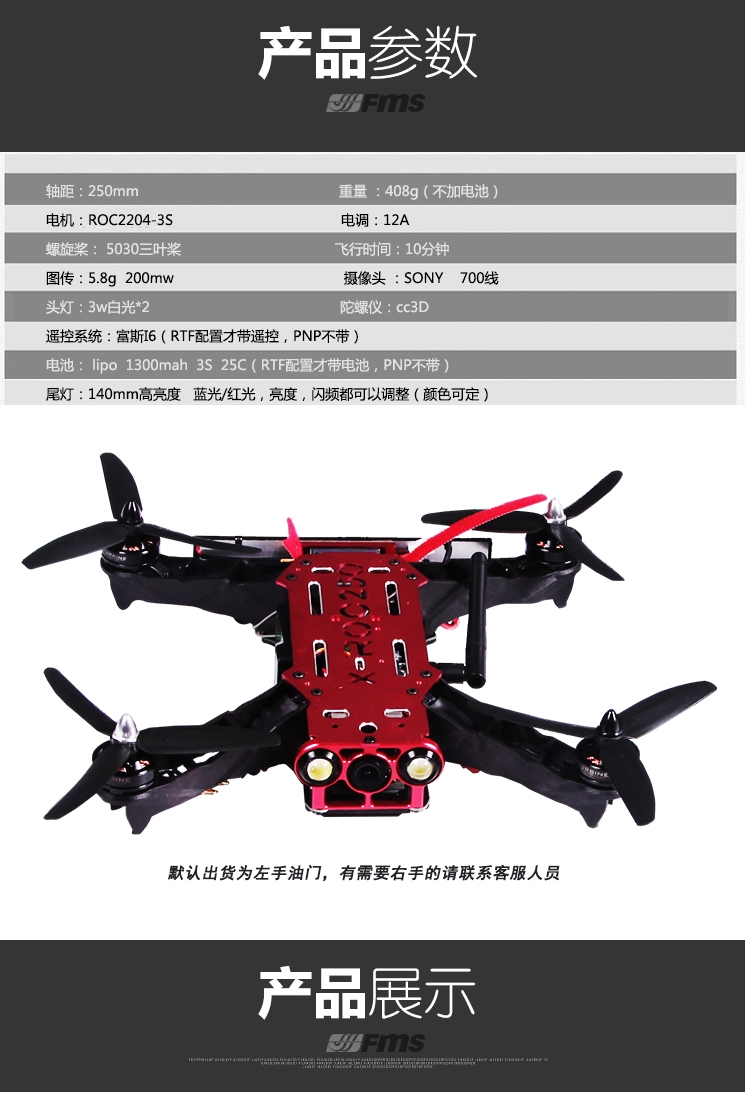 产品参数
FMS
轴距：250mm 重量 ：408g（不加电池）
电机：ROC2204-3S 电调：12A
螺旋桨： 5030三叶桨 飞行时间：10分钟
图传：5.8g 200mw 摄像头 ：SONY 700线
头灯：3w白光*2 陀螺仪：cc3D
遥控系统：富斯I6（RTF配置才带遥控，PNP不带）
电池： lipo 1300mah 3S 25C（RTF配置才带电池，PNP不带）
尾灯：140mm高亮度 蓝光/红光，亮度，闪频都可以调整（颜色可定）
X-ROC250
默认出货为左手油门，有需要右手的请联系客服人员
产品展示
FMS